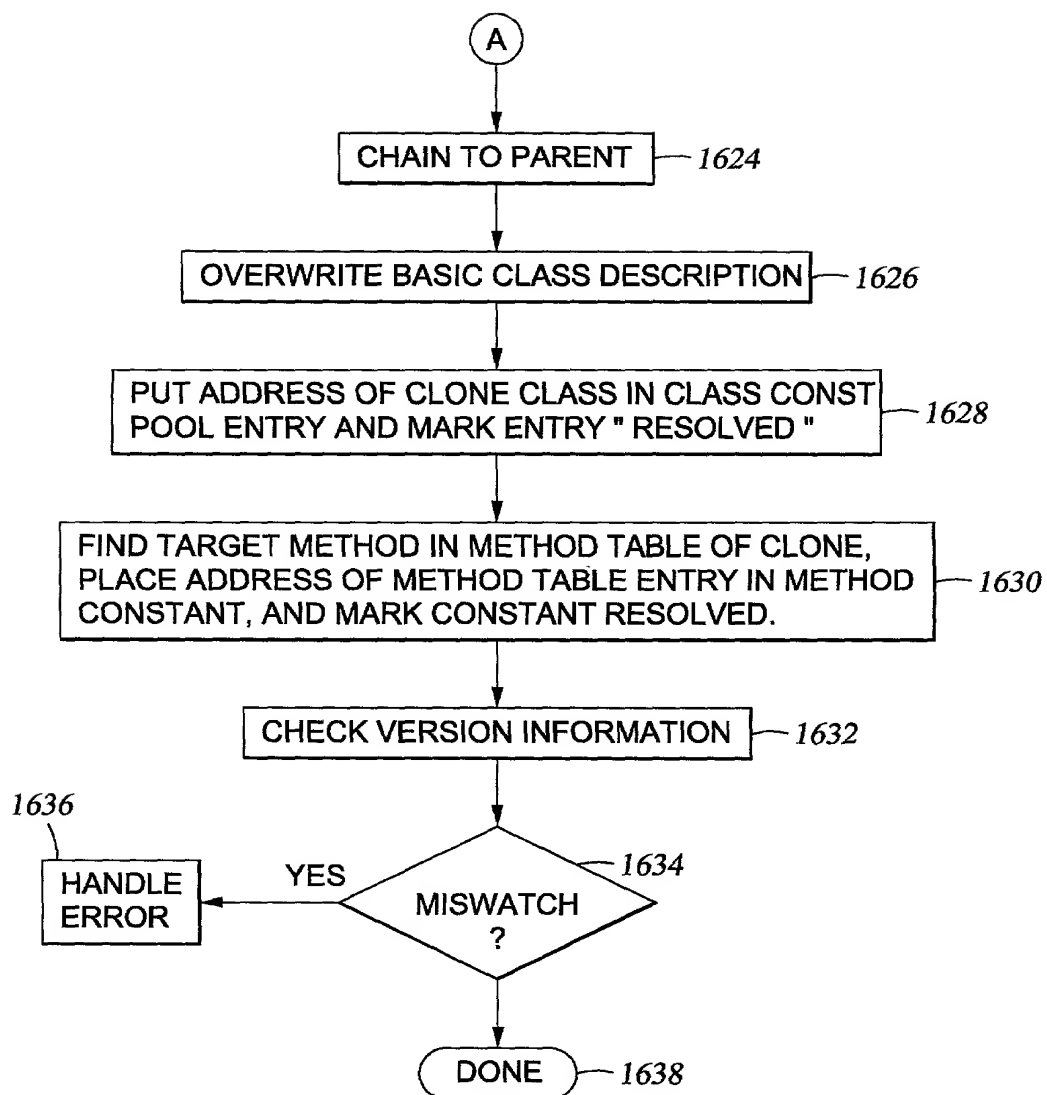 A
CHAIN TO PARENT
1624
OVERWRITE BASIC CLASS DESCRIPTION
1626
PUT ADDRESS OF CLONE CLASS IN CLASS CONST
POOL ENTRY AND MARK ENTRY " RESOLVED "
1628
FIND TARGET METHOD IN METHOD TABLE OF CLONE,
PLACE ADDRESS OF METHOD TABLE ENTRY IN METHOD
CONSTANT, AND MARK CONSTANT RESOLVED.
1630
CHECK VERSION INFORMATION
1632
1636
HANDLE
ERROR
YES
1634
MISWATCH
?
DONE
1638